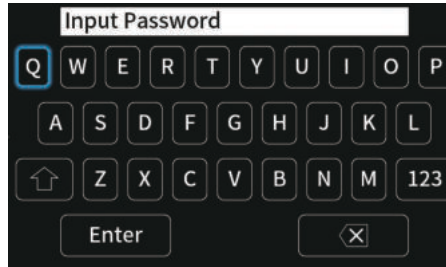 Input Password
Q W E R T Y U I O P
A S D F G H J K L
Z X C V B N M 123
Enter